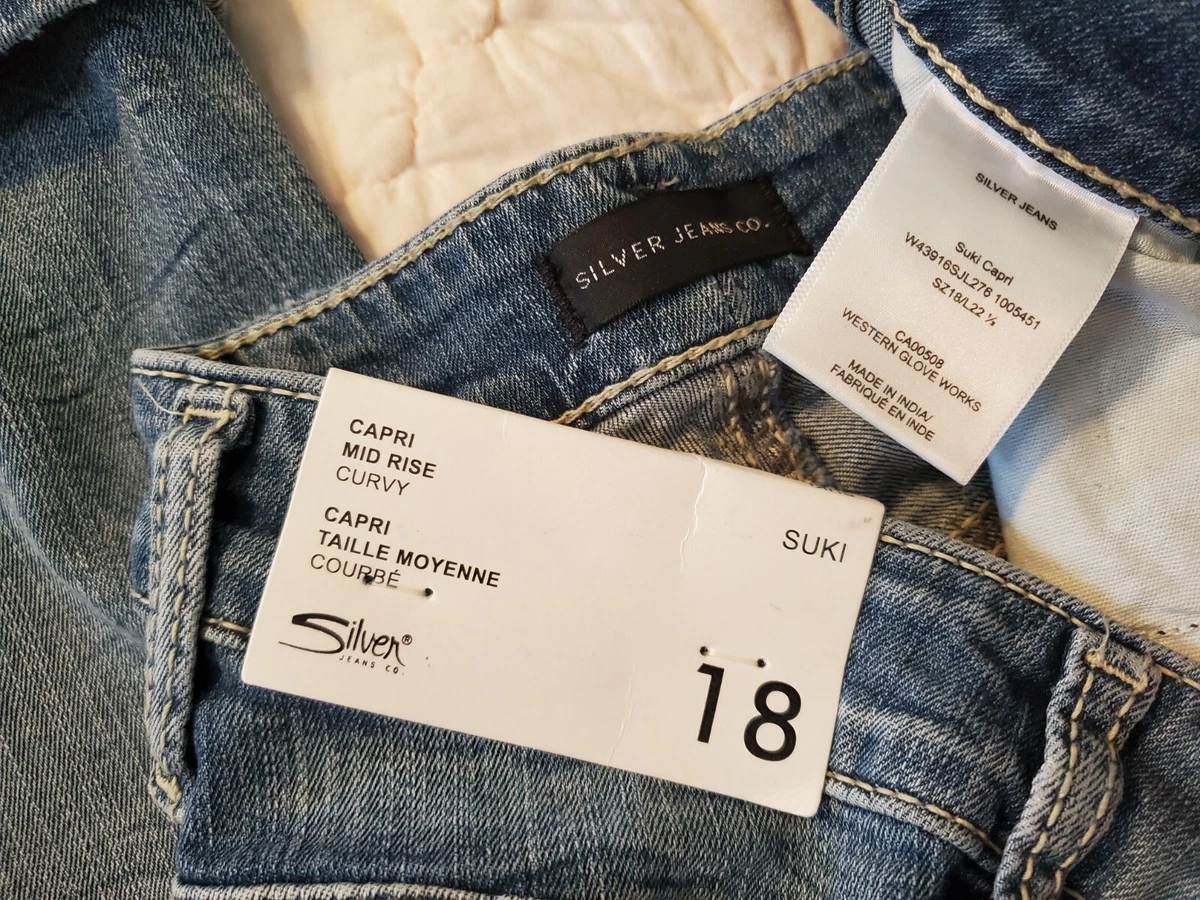 SILVER JEANS CO.
SILVER JEANS
Suki Capri
W43916SJL276 1005451
SZ18/L22 ½
CA00508
WESTERN GLOVE WORKS
MADE IN INDIA/
FABRIQUÉ EN INDE
CAPRI
MID RISE
CURVY
CAPRI
TAILLE MOYENNE
COURBÉ
Silver®
JEANS CO.
SUKI
18